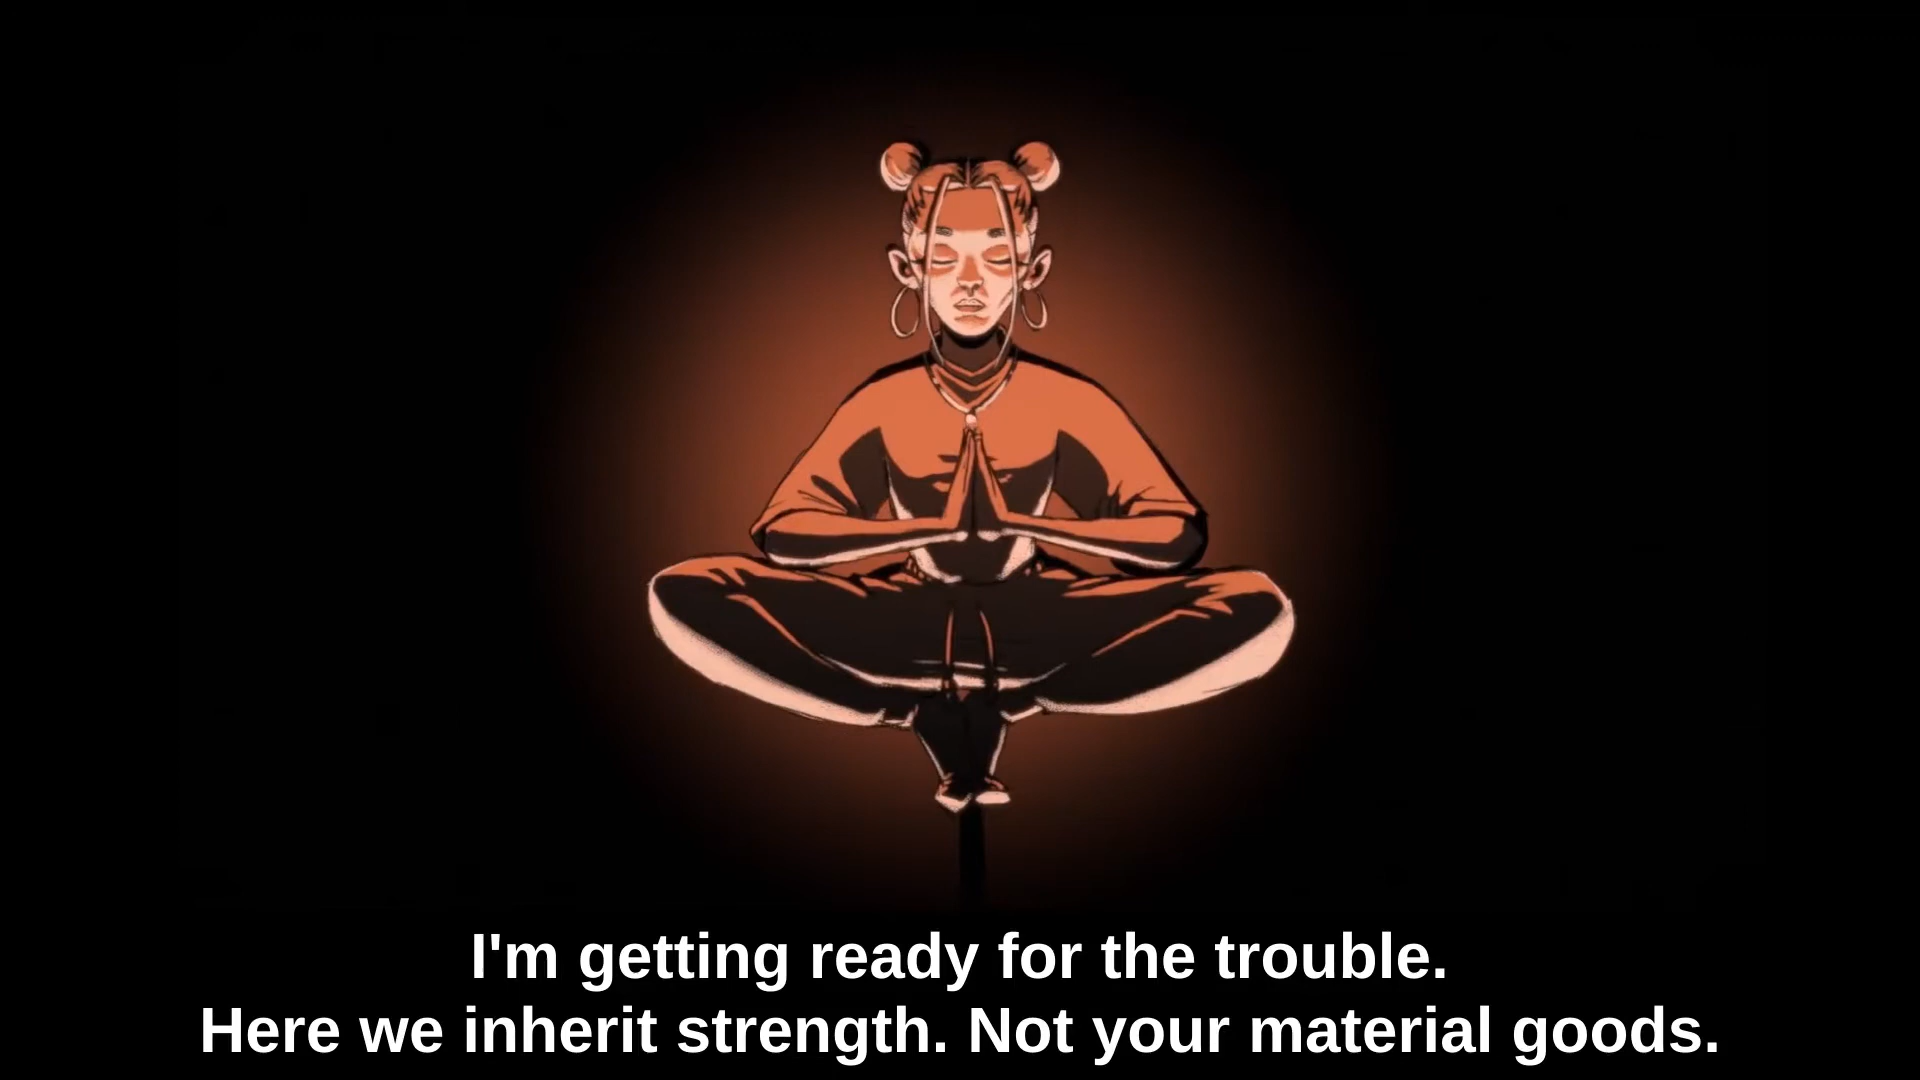 I'm getting ready for the trouble.
Here we inherit strength. Not your material goods.